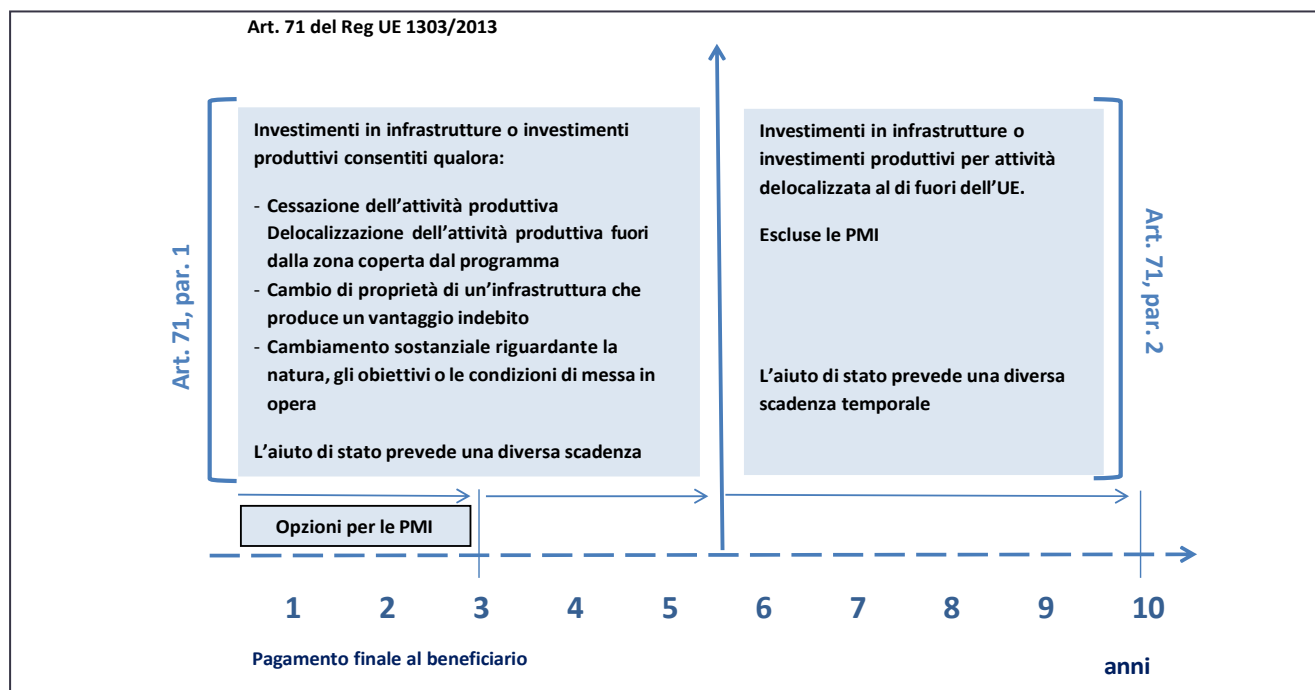 Art. 71 del Reg UE 1303/2013
Art. 71, par. 1
Investimenti in infrastrutture o investimenti
produttivi consentiti qualora:
- Cessazione dell'attività produttiva
Delocalizzazione dell'attività produttiva fuori
dalla zona coperta dal programma
- Cambio di proprietà di un'infrastruttura che
produce un vantaggio indebito
- Cambiamento sostanziale riguardante la
natura, gli obiettivi o le condizioni di messa in
opera
L'aiuto di stato prevede una diversa scadenza
Investimenti in infrastrutture o
investimenti produttivi per attività
delocalizzata al di fuori dell'UE.
Escluse le PMI
L'aiuto di stato prevede una diversa
scadenza temporale
Art. 71, par. 2
Opzioni per le PMI
1 2 3 4 5 6 7 8 9 10
Pagamento finale al beneficiario
anni